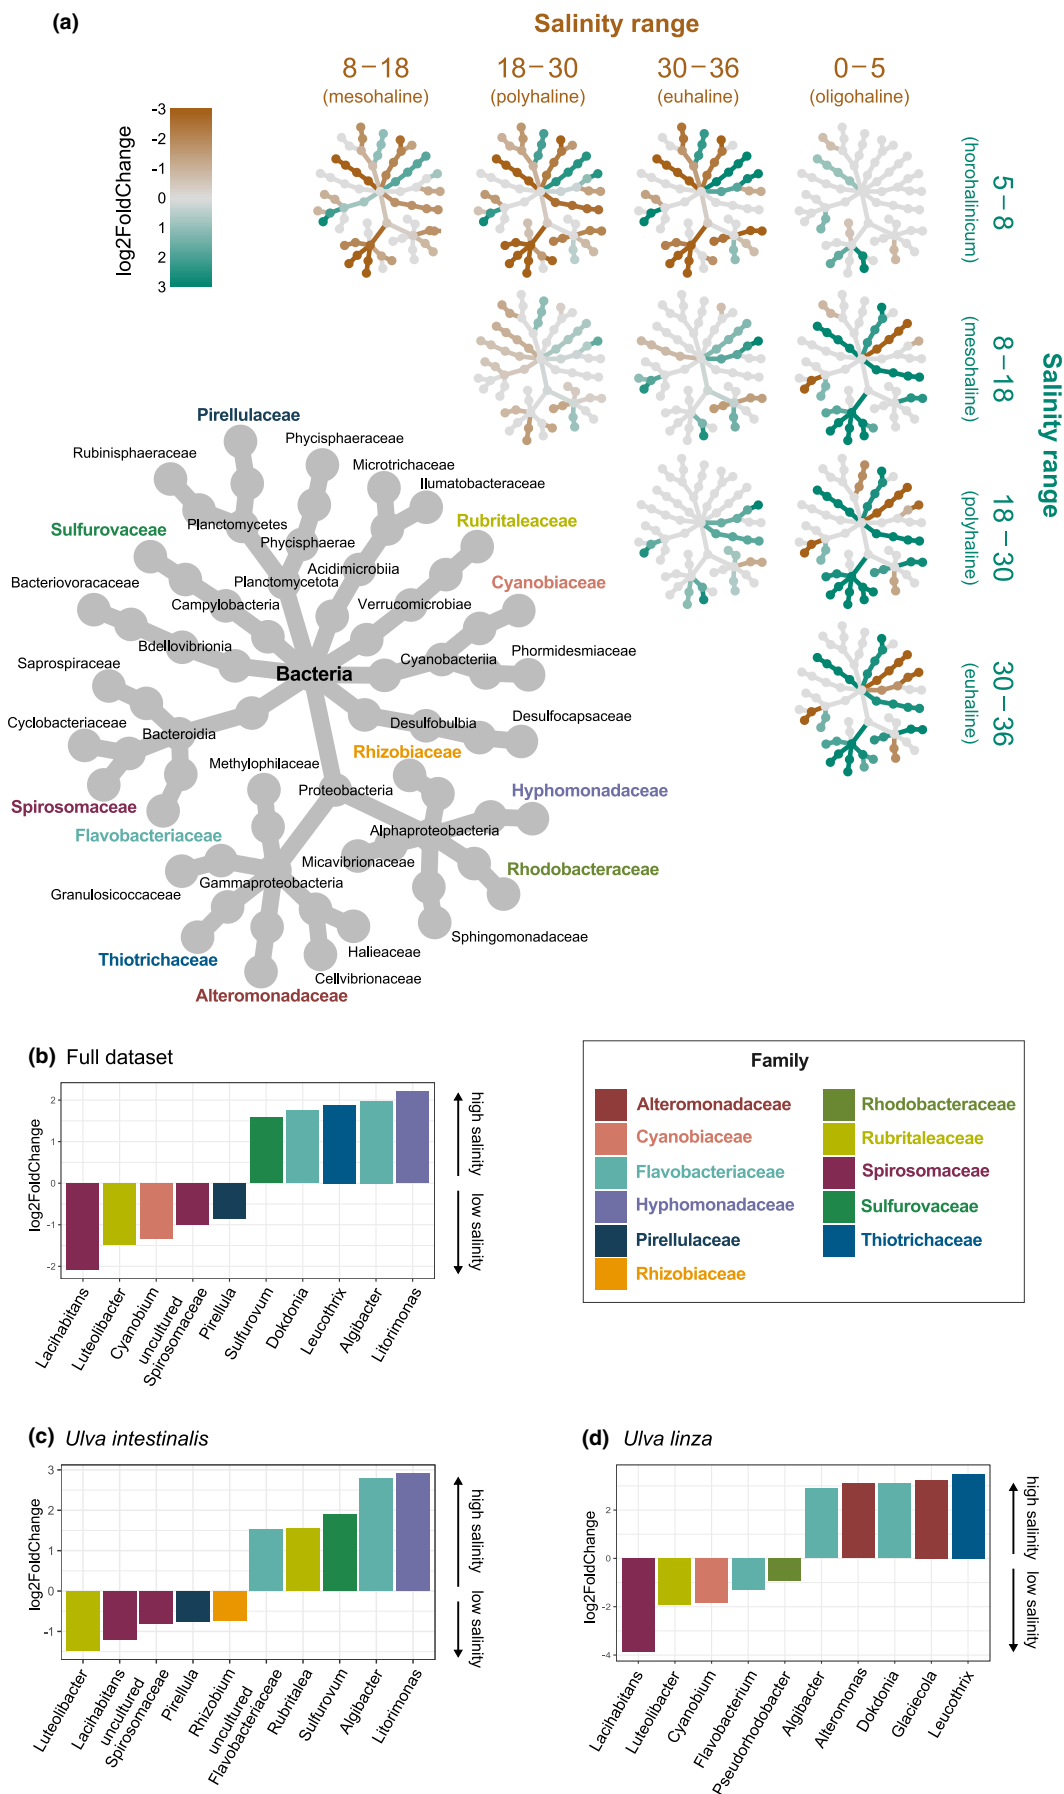 (a)
Salinity range
8–18
18–30
30–36
0–5
(mesohaline)
(polyhaline)
(euhaline)
(oligohaline)
log2FoldChange
-3
-2
-1
0
1
2
3
5–8
(horohalinicum)
8–18
(mesohaline)
18–30
(polyhaline)
30–36
(euhaline)
Salinity range
Pirellulaceae
Phycisphaeraceae
Rubinisphaeraceae
Microtrichaceae
Ilumatobacteraceae
Sulfurovaceae
Planctomycetes
Rubritaleaceae
Phycisphaerae
Acidimicrobiia
Bacteriovoracaceae
Planctomycetota
Cyanobiaceae
Campylobacteria
Verrucomicrobiae
Bdellovibrionia
Phormidesmiaceae
Saprospiraceae
Bacteria
Cyanobacteriia
Cyclobacteriaceae
Bacteroidia
Desulfobulbia
Desulfocapsaceae
Rhizobiaceae
Methylophilaceae
Proteobacteria
Hyphomonadaceae
Spirosomaceae
Flavobacteriaceae
Alphaproteobacteria
Micavibrionaceae
Rhodobacteraceae
Granulosicoccaceae
Gammaproteobacteria
Sphingomonadaceae
Thiotrichaceae
Halieaceae
Cellvibrionaceae
Alteromonadaceae
(b) Full dataset
log2FoldChange
2
1
0
-1
-2
high salinity
low salinity
Lacihabitans
Luteolibacter
Cyanobium
uncultured
Spirosomaceae
Pirellula
Sulfurovum
Dokdonia
Leucothrix
Algibacter
Litorimonas
Family
Alteromonadaceae
Cyanobiaceae
Flavobacteriaceae
Hyphomonadaceae
Pirellulaceae
Rhizobiaceae
Rhodobacteraceae
Rubritaleaceae
Spirosomaceae
Sulfurovaceae
Thiotrichaceae
(c) Ulva intestinalis
log2FoldChange
3
2
1
0
-1
high salinity
low salinity
Luteolibacter
Lacihabitans
uncultured
Spirosomaceae
Pirellula
Rhizobium
uncultured
Flavobacteriaceae
Rubritalea
Sulfurovum
Algibacter
Litorimonas
(d) Ulva linza
log2FoldChange
2
0
-2
-4
high salinity
low salinity
Lacihabitans
Luteolibacter
Cyanobium
Flavobacterium
Pseudorhodobacter
Algibacter
Alteromonas
Dokdonia
Glaciecola
Leucothrix